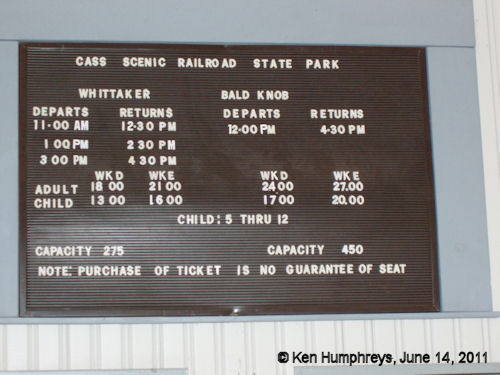 CASS SCENIC RAILROAD STATE PARK
WHITTAKER BALD KNOB
DEPARTS RETURNS DEPARTS RETURNS
11-00 AM 12-30 PM 12-00 PM 4-30 PM
1 00 PM 2 30 PM
3 00 PM 4 30 PM
WKD WKE WKD WKE
ADULT 18 00 21 00 24 00 27.00
CHILD 13 00 16 00 17 00 20.00
CHILD: 5 THRU 12
CAPACITY 275 CAPACITY 450
NOTE: PURCHASE OF TICKET IS NO GUARANTEE OF SEAT
© Ken Humphreys, June 14, 2011